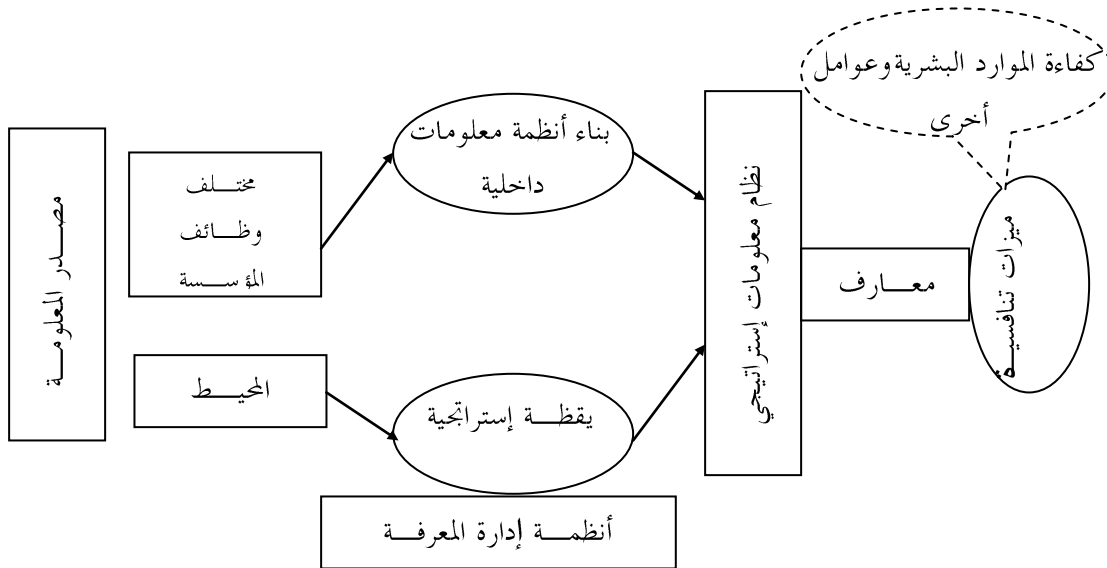 كفاءة الموارد البشرية وعوامل
أخرى
بناء أنظمة معلومات
داخلية
مختلف
وظائف
المؤسسة
مصدر المعلومة
نظام معلومات إستراتيجي
معارف
ميزات تنافسية
المحيط
يقظة إستراتجية
أنظمة إدارة المعرفة